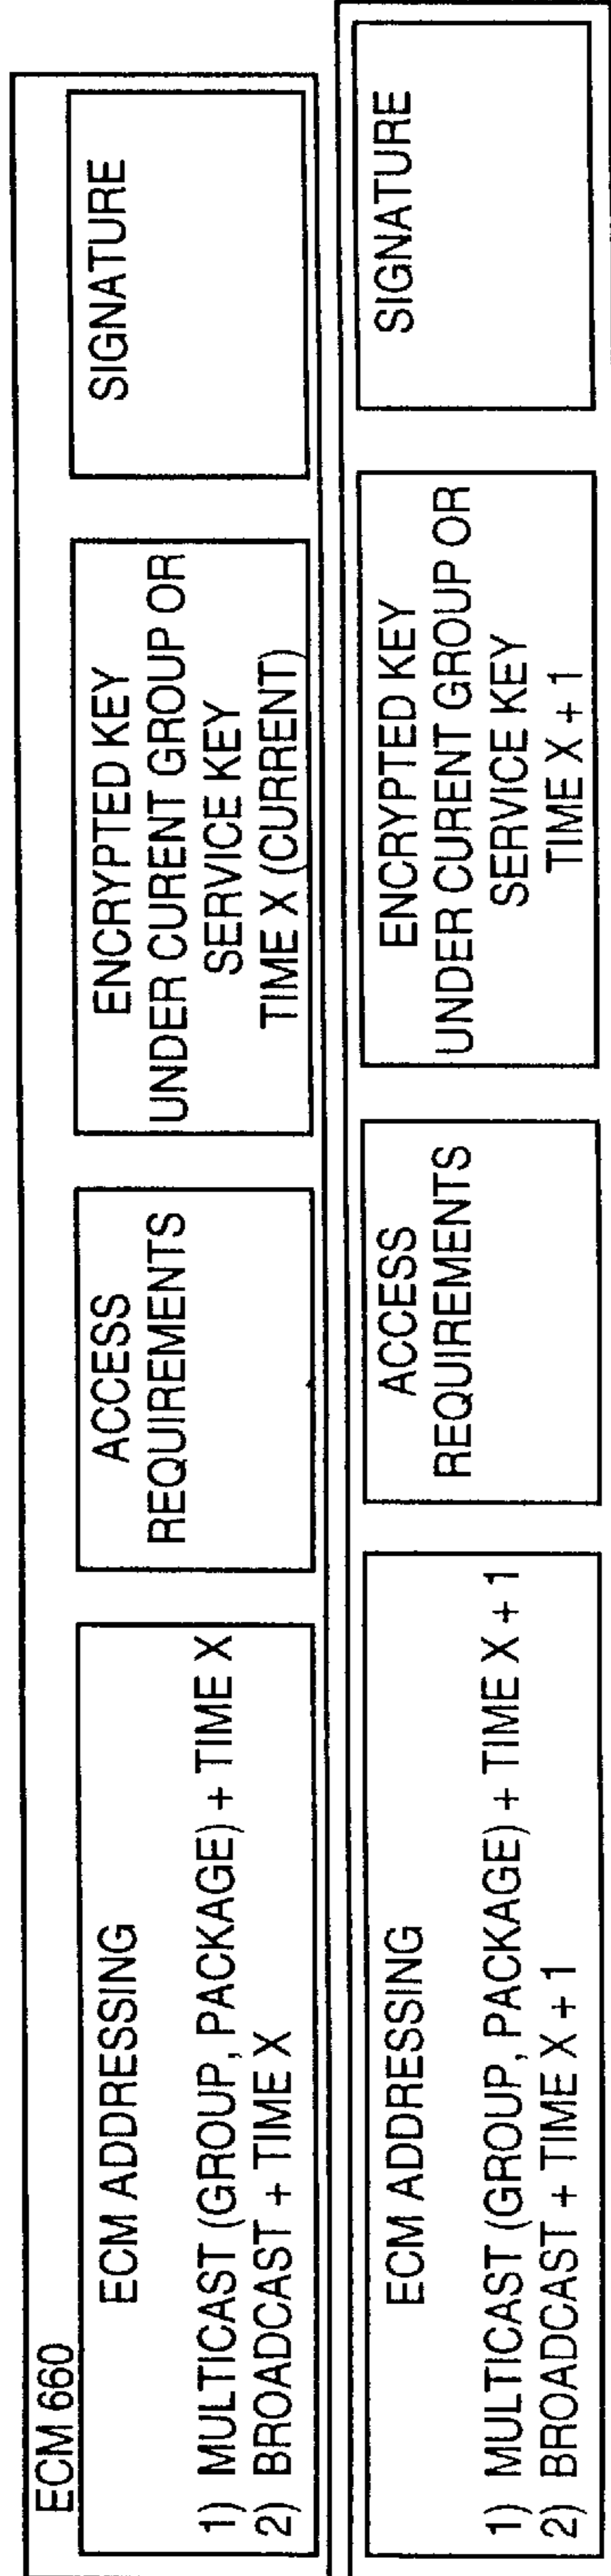 ECM 660
ECM ADDRESSING
1) MULTICAST (GROUP, PACKAGE) + TIME X
2) BROADCAST + TIME X
ACCESS
REQUIREMENTS
ENCRYPTED KEY
UNDER CURENT GROUP OR
SERVICE KEY
TIME X (CURRENT)
SIGNATURE
ECM ADDRESSING
1) MULTICAST (GROUP, PACKAGE) + TIME X + 1
2) BROADCAST + TIME X + 1
ACCESS
REQUIREMENTS
ENCRYPTED KEY
UNDER CURENT GROUP OR
SERVICE KEY
TIME X + 1
SIGNATURE